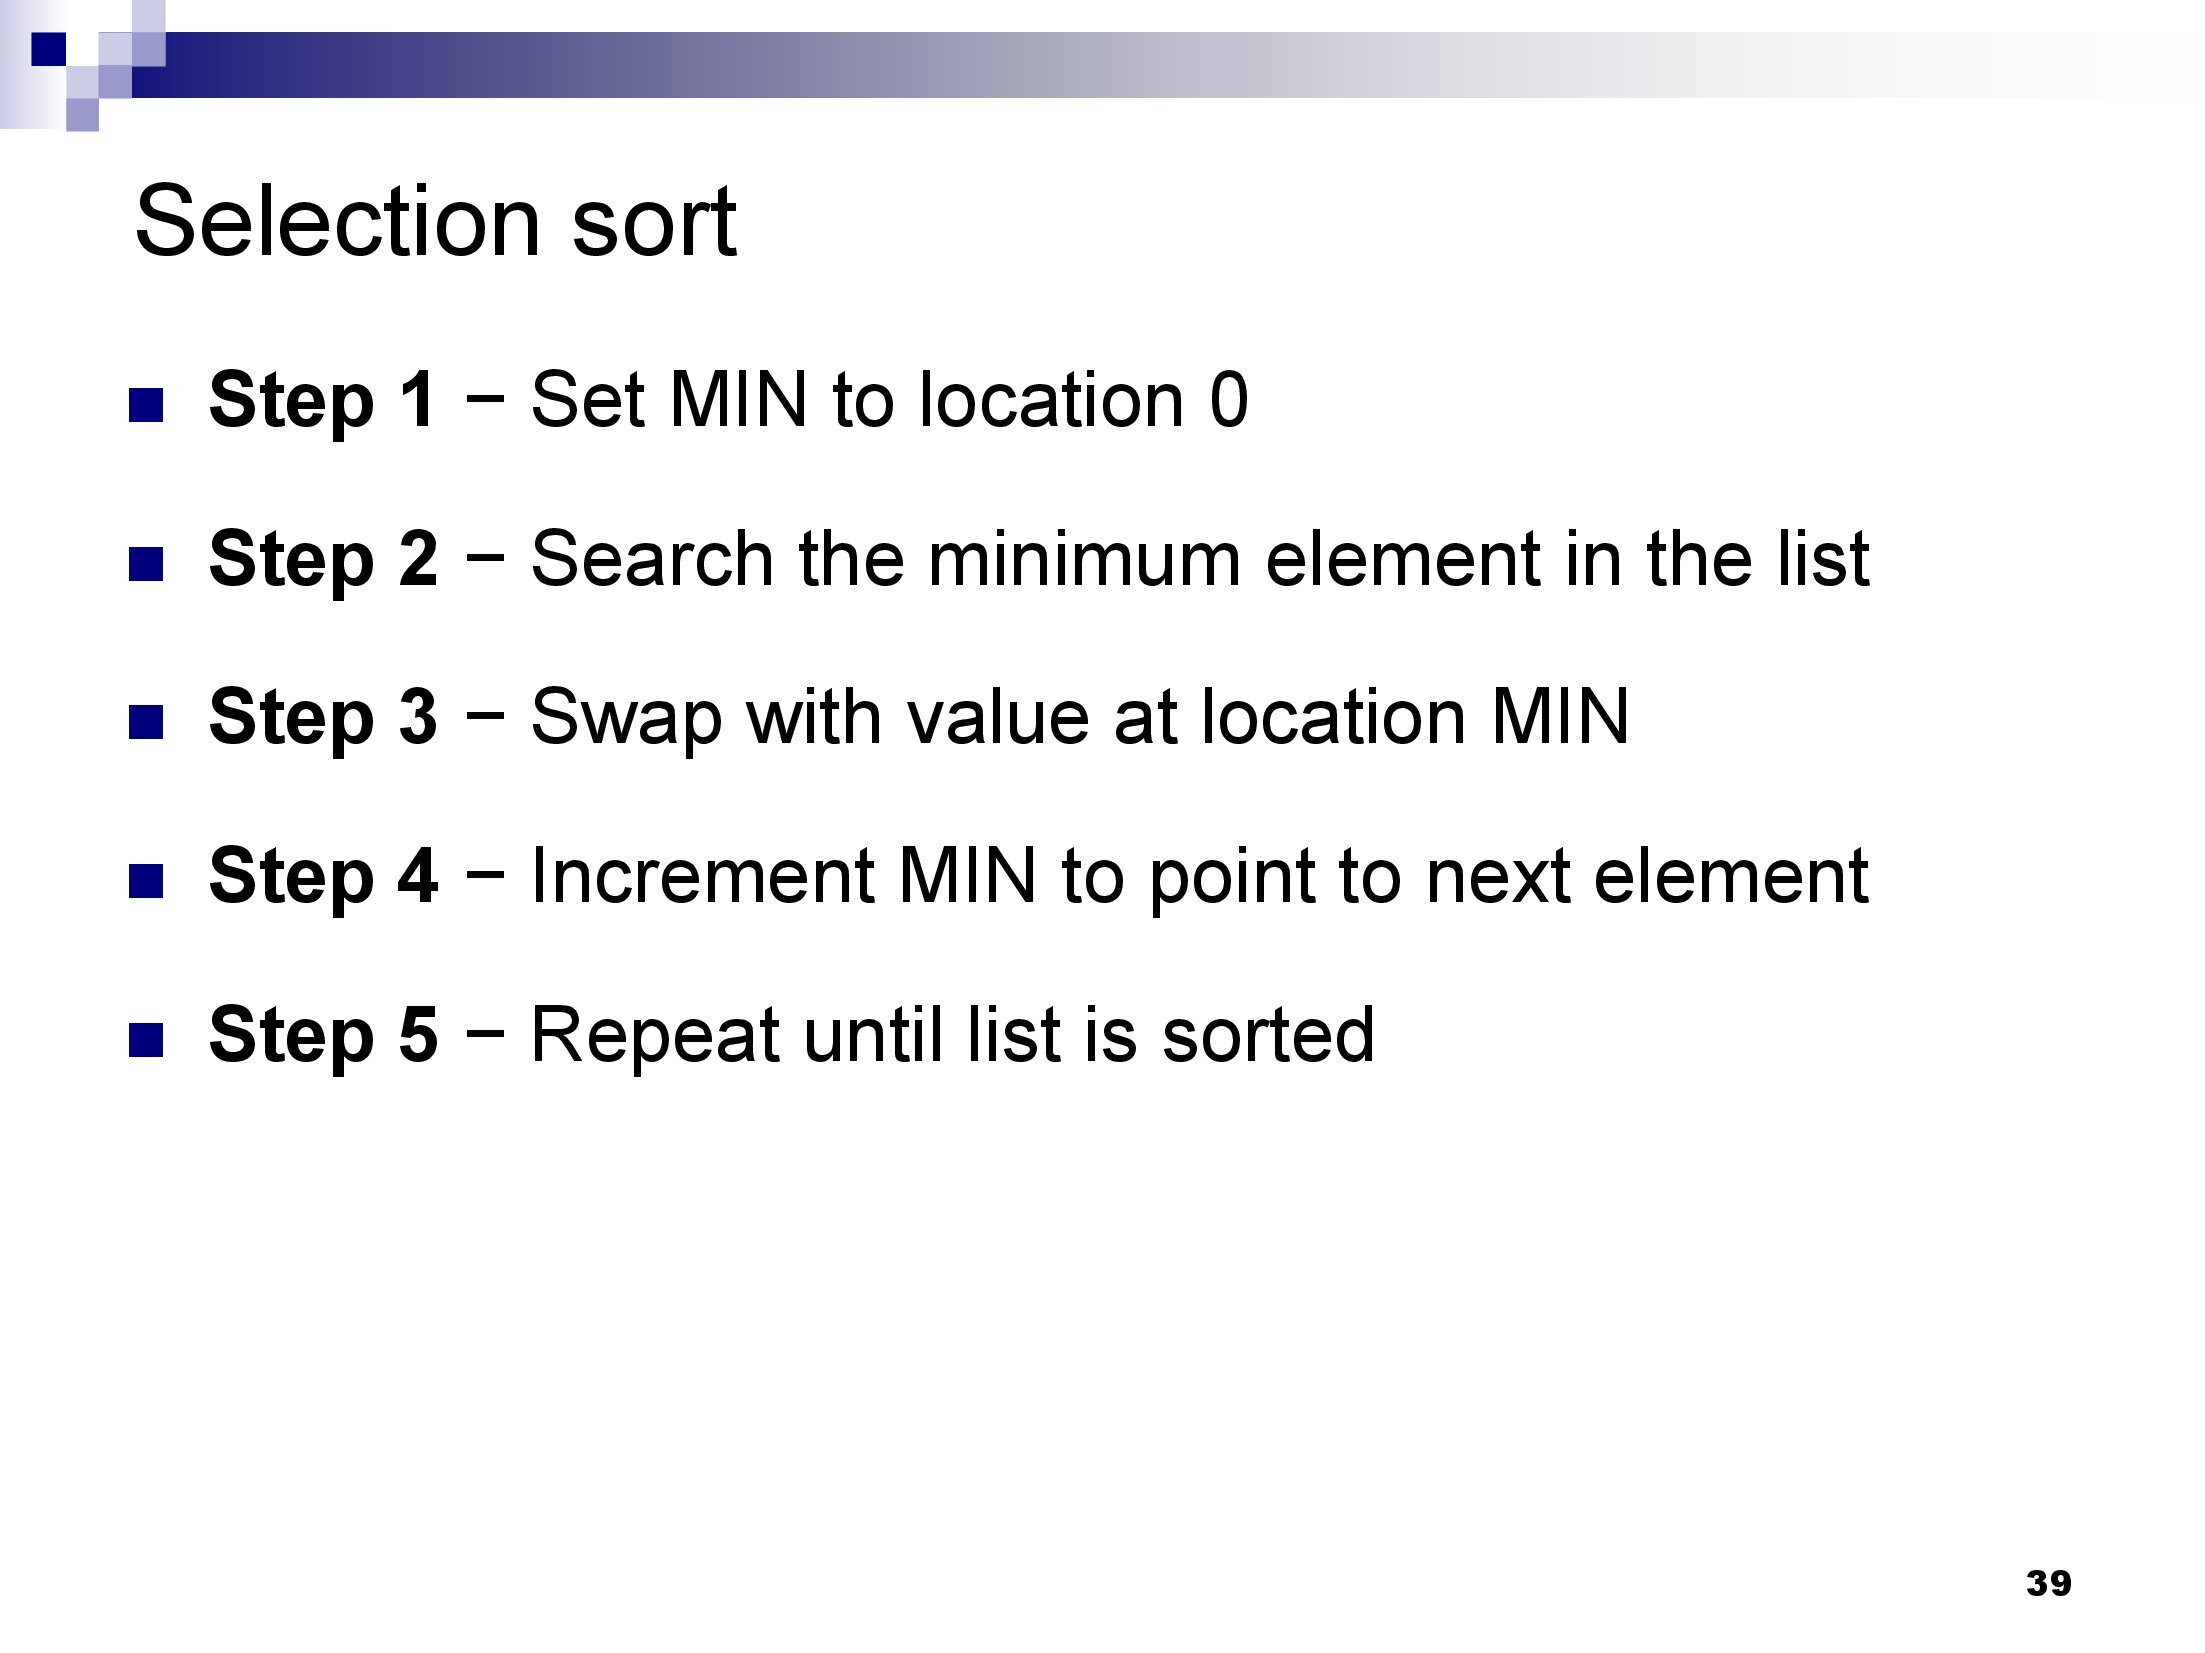 Selection sort
Step 1 − Set MIN to location 0
Step 2 − Search the minimum element in the list
Step 3 − Swap with value at location MIN
Step 4 − Increment MIN to point to next element
Step 5 − Repeat until list is sorted
39